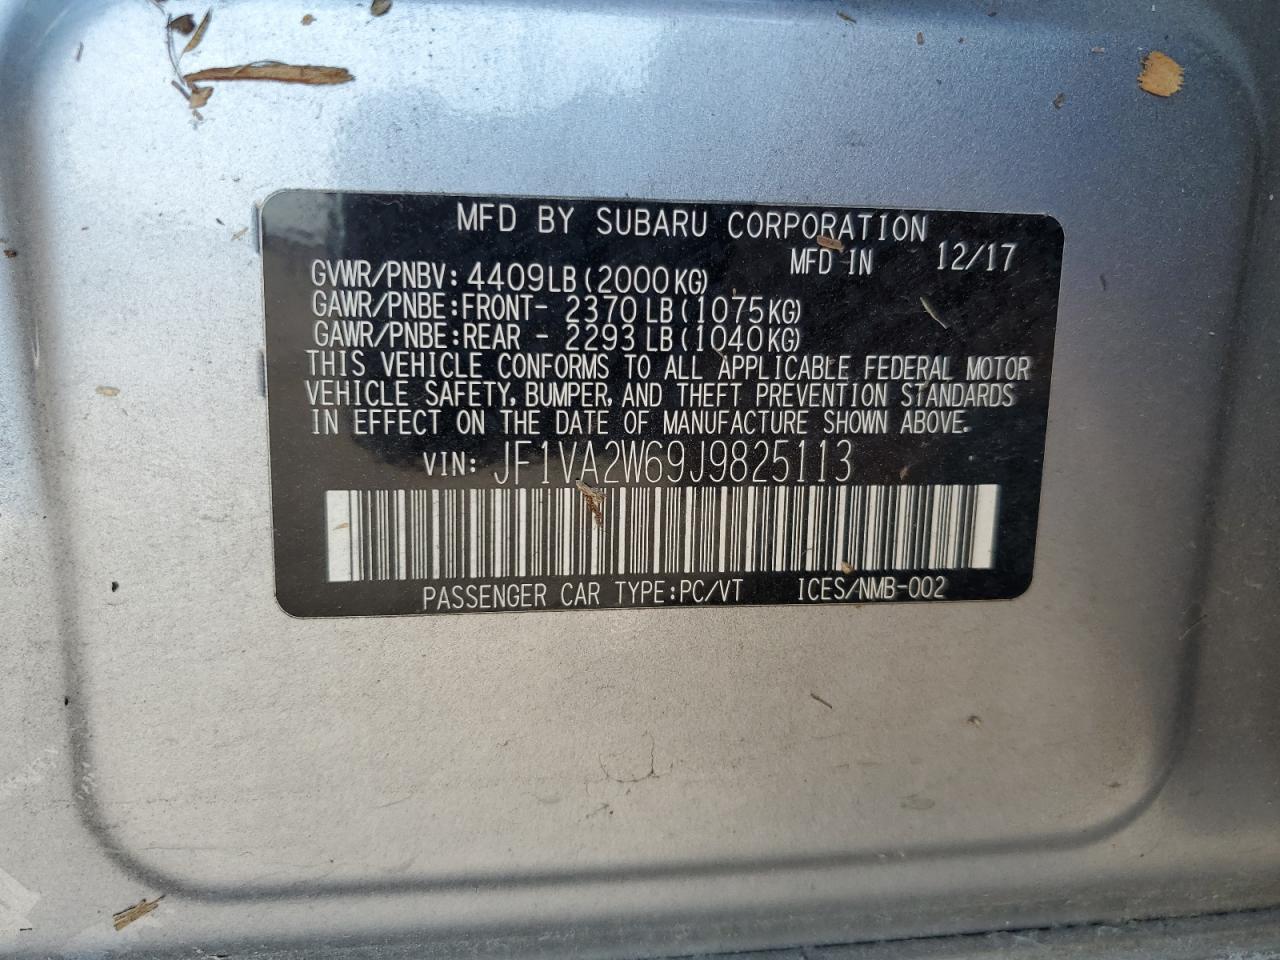 MFD BY SUBARU CORPORATION
MFD IN 12/17
GVWR/PNBV: 4409LB (2000KG)
GAWR/PNBE:FRONT- 2370 LB (1075KG)
GAWR/PNBE:REAR - 2293 LB (1040KG)
THIS VEHICLE CONFORMS TO ALL APPLICABLE FEDERAL MOTOR
VEHICLE SAFETY, BUMPER, AND THEFT PREVENTION STANDARDS
IN EFFECT ON THE DATE OF MANUFACTURE SHOWN ABOVE.
VIN: JF1VA2W69J9825113
PASSENGER CAR TYPE:PC/VT ICES/NMB-002